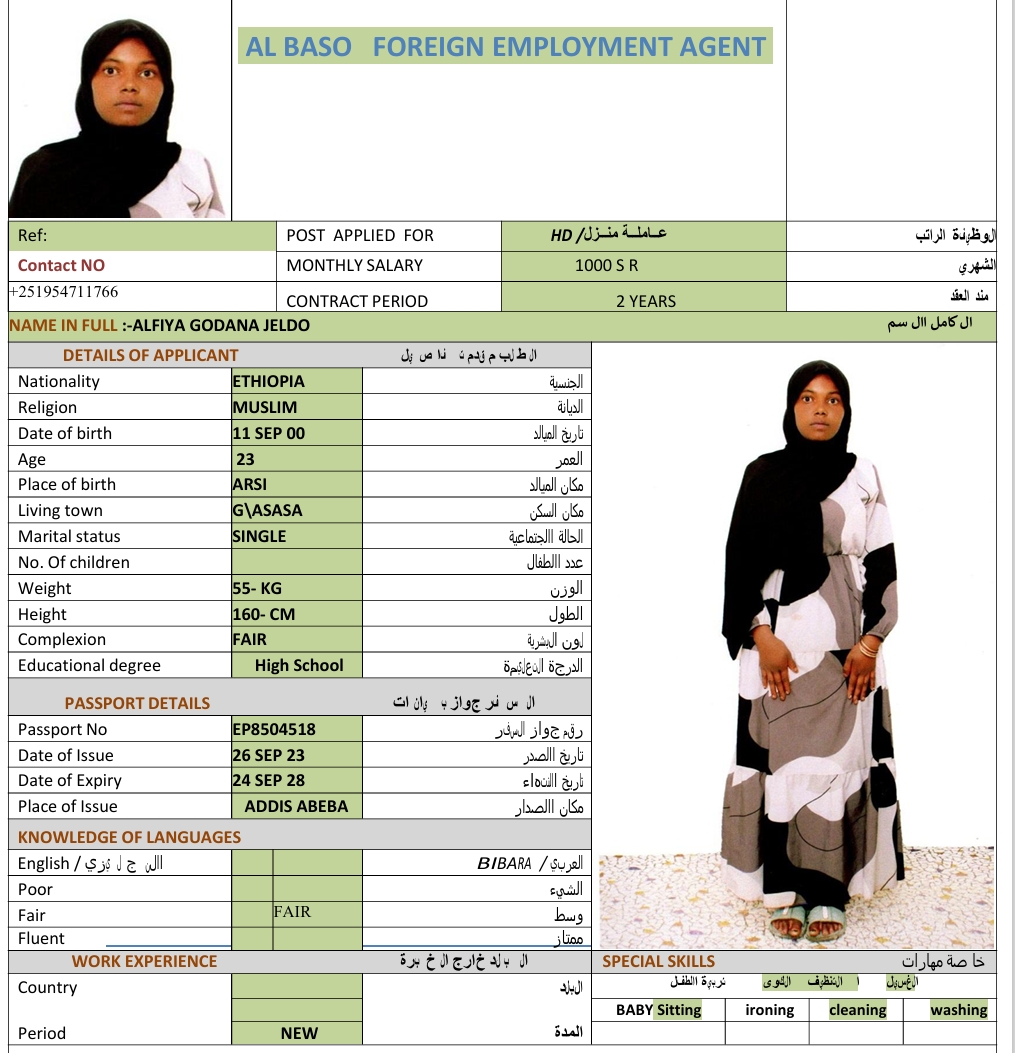 AL BASO FOREIGN EMPLOYMENT AGENT
Ref: POST APPLIED FOR HD /عـاملـة منـزل الوظيفة الراتب
Contact NO MONTHLY SALARY 1000 S R الشهري
+251954711766 CONTRACT PERIOD 2 YEARS العقد
NAME IN FULL :-ALFIYA GODANA JELDO ال كامل اال سم
DETAILS OF APPLICANT
Nationality ETHIOPIA الجنسية
Religion MUSLIM الديانة
Date of birth 11 SEP 00 تاريخ الميالد
Age 23 العمر
Place of birth ARSI مكان الميالد
Living town G\ASASA مكان السكن
Marital status SINGLE الحالة االجتماعية
No. Of children عدد االطفال
Weight 55- KG الوزن
Height 160- CM الطول
Complexion FAIR لون البشرية
Educational degree High School الدرجة التعليمة
PASSPORT DETAILS
Passport No EP8504518 رقم جواز السفر
Date of Issue 26 SEP 23 تاريخ االصدر
Date of Expiry 24 SEP 28 تاريخ االنتهاء
Place of Issue ADDIS ABEBA مكان االصدار
KNOWLEDGE OF LANGUAGES
English / BIBARA / العربي
Poor الشيء
Fair FAIR وسط
Fluent ممتاز
WORK EXPERIENCE ال ب الد خارج ال خ برة SPECIAL SKILLS خا صة مهارات
Country البالد
تربية الطفل التنظيف الغسيل
BABY Sitting ironing cleaning washing
Period NEW المدة